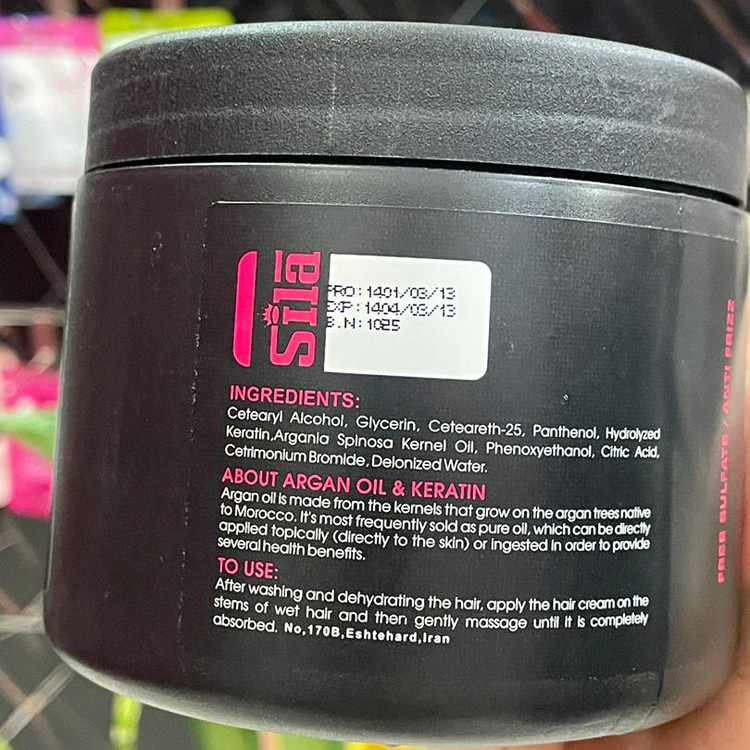 Silā
PRO:1401/03/13
EXP:1404/03/13
B.N:1025
INGREDIENTS:
Cetearyl Alcohol, Glycerin, Ceteareth-25, Panthenol, Hydrolyzed
Keratin,Argania Spinosa Kernel Oil, Phenoxyethanol, Citric Acid,
Cetrimonium Bromide, Delonized Water.
ABOUT ARGAN OIL & KERATIN
Argan oil is made from the kernels that grow on the argan trees native
to Morocco. It's most frequently sold as pure oil, which can be directly
applied topically (directly to the skin) or ingested in order to provide
several health benefits.
TO USE:
After washing and dehydrating the hair, apply the hair cream on the
stems of wet hair and then gently massage until it is completely
absorbed. No,170B,Eshtehard,Iran
FREE SULFATE / ANTI FRIZZ